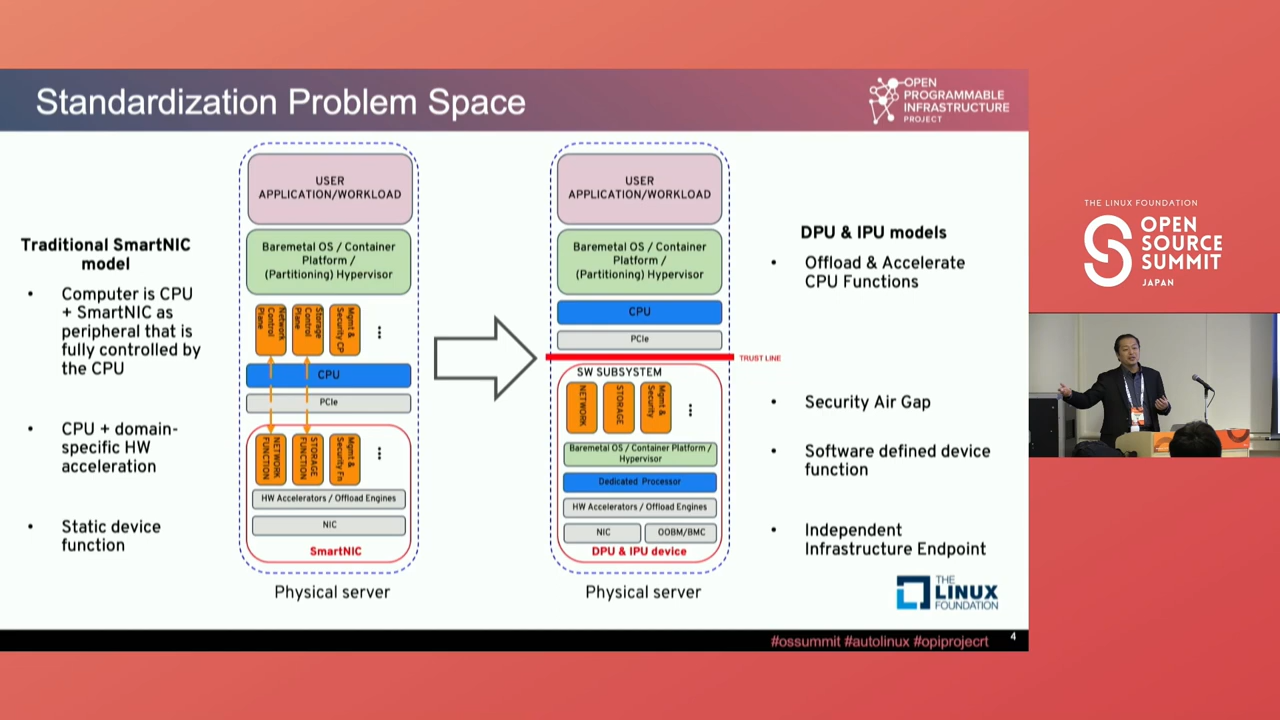 Standardization Problem Space
OPEN
PROGRAMMABLE
INFRASTRUCTURE
PROJECT
Traditional SmartNIC
model
• Computer is CPU
+ SmartNIC as
peripheral that is
fully controlled by
the CPU
• CPU + domain-
specific HW
acceleration
• Static device
function
USER
APPLICATION/WORKLOAD
Baremetal OS / Container
Platform /
(Partitioning) Hypervisor
Network
Control
Plane
Storage
Control
Plane
Mgmt &
Security CP
CPU
PCIe
NETWORK
FUNCTION
STORAGE
FUNCTION
Mgmt &
Security Fn
HW Accelerators / Offload Engines
NIC
SmartNIC
Physical server
USER
APPLICATION/WORKLOAD
Baremetal OS / Container
Platform /
(Partitioning) Hypervisor
CPU
PCIe
TRUST LINE
SW SUBSYSTEM
NETWORK
STORAGE
Mgmt &
Security
Baremetal OS / Container Platform /
Hypervisor
Dedicated Processor
HW Accelerators / Offload Engines
NIC
OOBM/BMC
DPU & IPU device
Physical server
DPU & IPU models
• Offload & Accelerate
CPU Functions
• Security Air Gap
• Software defined device
function
• Independent
Infrastructure Endpoint
THE
LINUX
FOUNDATION
#ossummit #autolinux #opiprojecrt
4
THE LINUX FOUNDATION
OPEN
SOURCE
SUMMIT
JAPAN